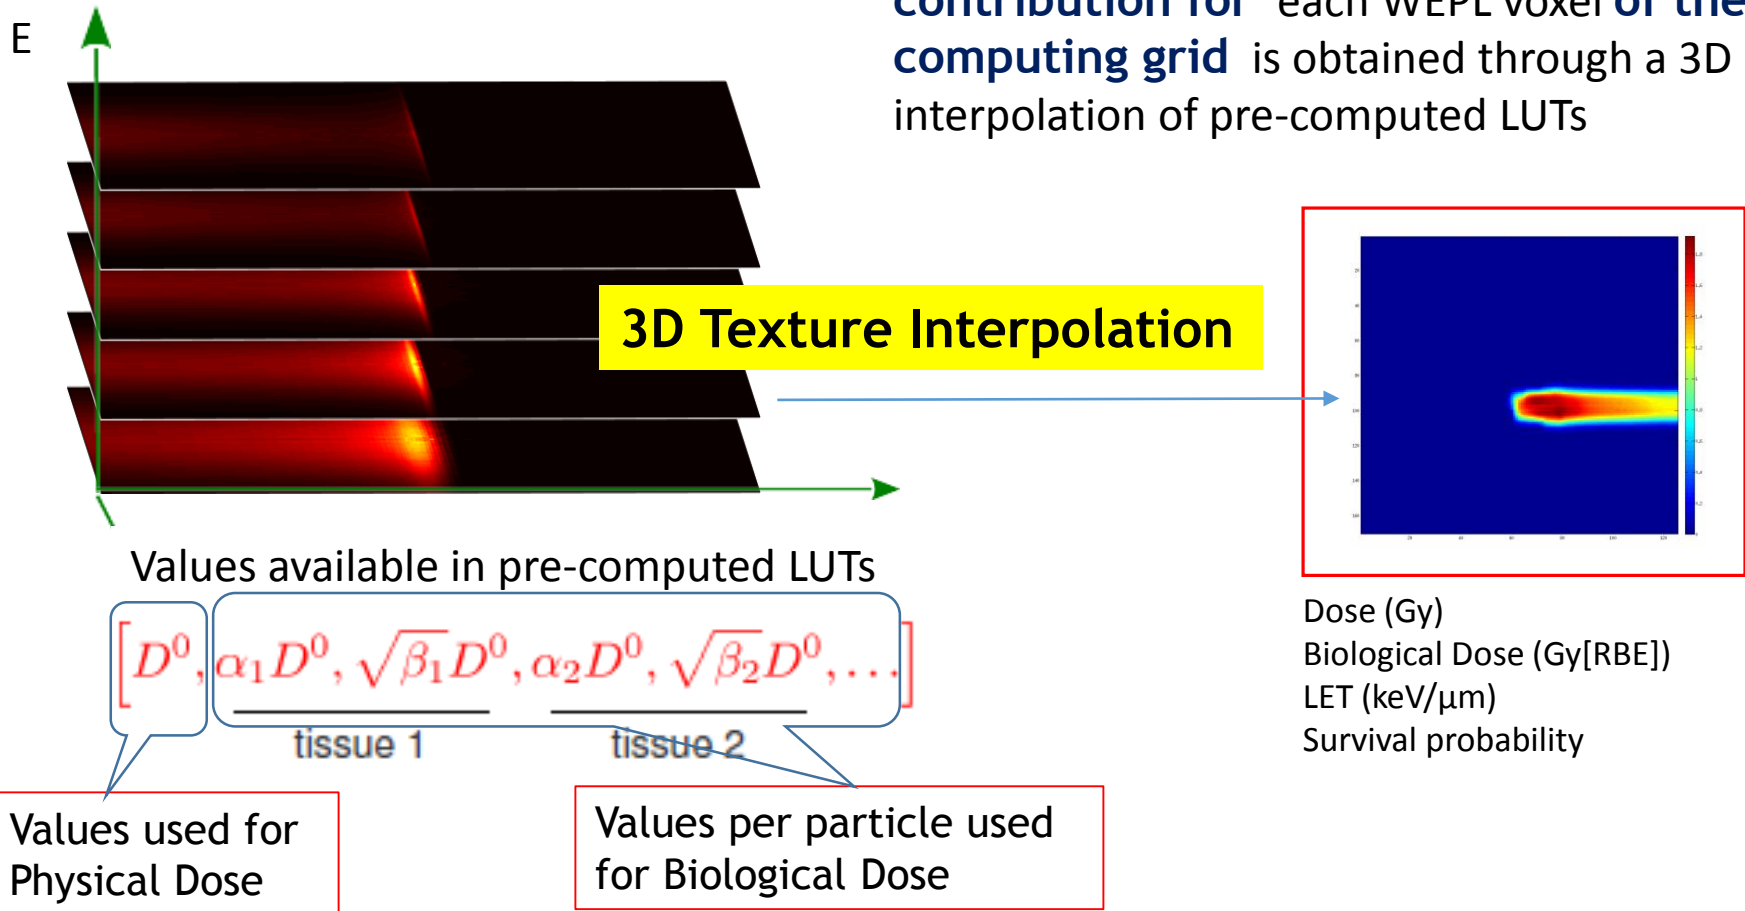 contribution for each WEPL voxel of the
computing grid is obtained through a 3D
interpolation of pre-computed LUTs
E
3D Texture Interpolation
Values available in pre-computed LUTs
[D⁰, α₁D⁰, √β₁D⁰, α₂D⁰, √β₂D⁰, ...]
tissue 1 tissue 2
Values used for
Physical Dose
Values per particle used
for Biological Dose
Dose (Gy)
Biological Dose (Gy[RBE])
LET (keV/μm)
Survival probability